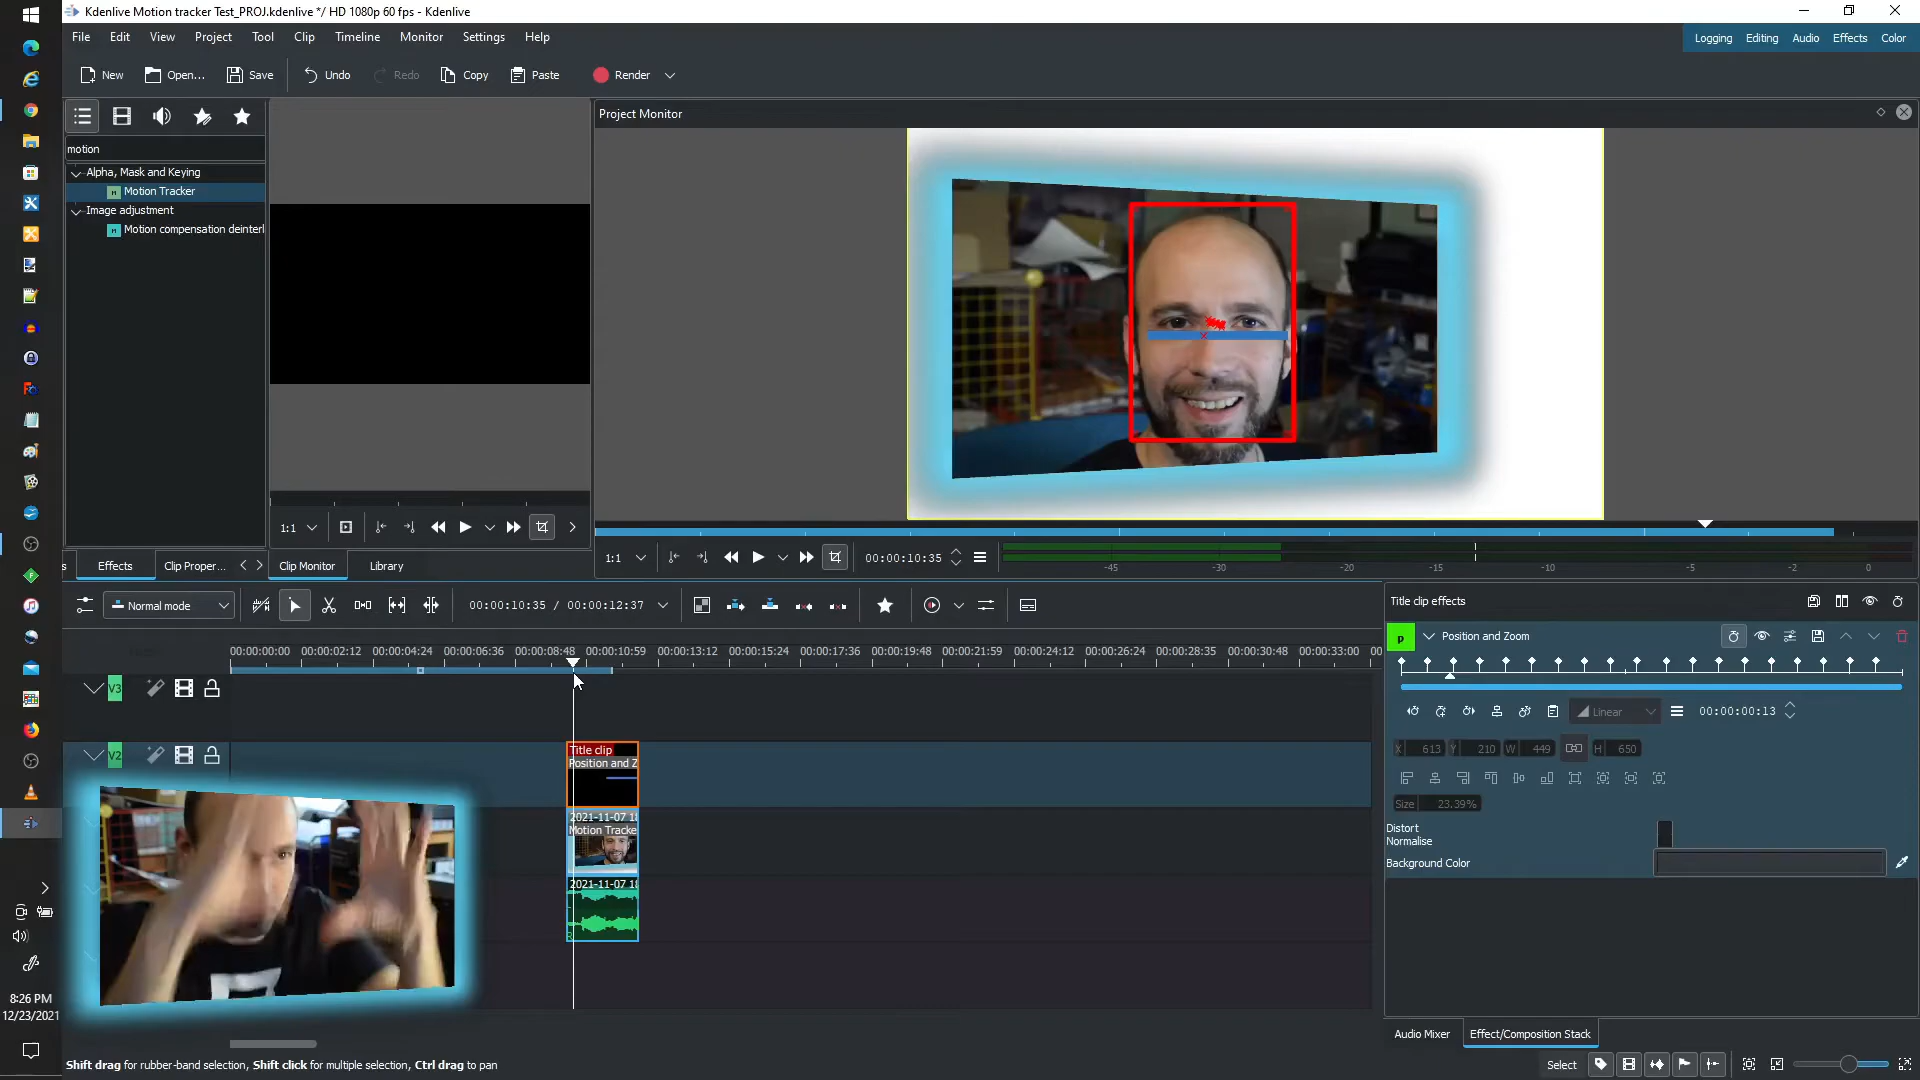 Kdenlive Motion tracker Test_PROJ.kdenlive */ HD 1080p 60 fps - Kdenlive
File Edit View Project Tool Clip Timeline Monitor Settings Help
Logging Editing Audio Effects Color
New Open... Save Undo Redo Copy Paste Render
Project Monitor
motion
Alpha, Mask and Keying
Motion Tracker
Image adjustment
Motion compensation deinterl
1:1
1:1 00:00:10:35
-45 -30 -20 -15 -10 -5 0
s Effects Clip Proper... Clip Monitor Library
Normal mode 00:00:10:35 / 00:00:12:37
Title clip effects
p Position and Zoom
00:00:00:00 00:00:02:12 00:00:04:24 00:00:06:36 00:00:08:48 00:00:10:59 00:00:13:12 00:00:15:24 00:00:17:36 00:00:19:48 00:00:21:59 00:00:24:12 00:00:26:24 00:00:28:35 00:00:30:48 00:00:33:00 00
V3
Linear 00:00:00:13
X 613 Y 210 W 449 H 650
V2
Title clip
Position and Z
Size 23.39%
2021-11-07 18
Motion Tracke
Distort
Normalise
Background Color
2021-11-07 18
8:26 PM
12/23/2021
Audio Mixer Effect/Composition Stack
Shift drag for rubber-band selection, Shift click for multiple selection, Ctrl drag to pan
Select